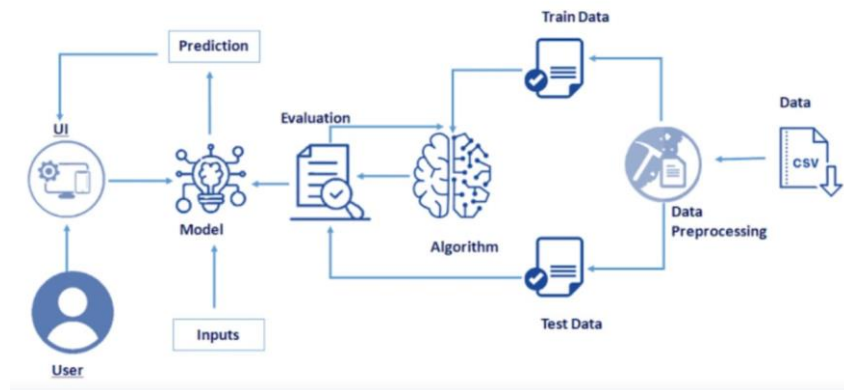 Train Data
Prediction
Data
Evaluation
UI
CSV
Model
Data
Preprocessing
Algorithm
Inputs
Test Data
User